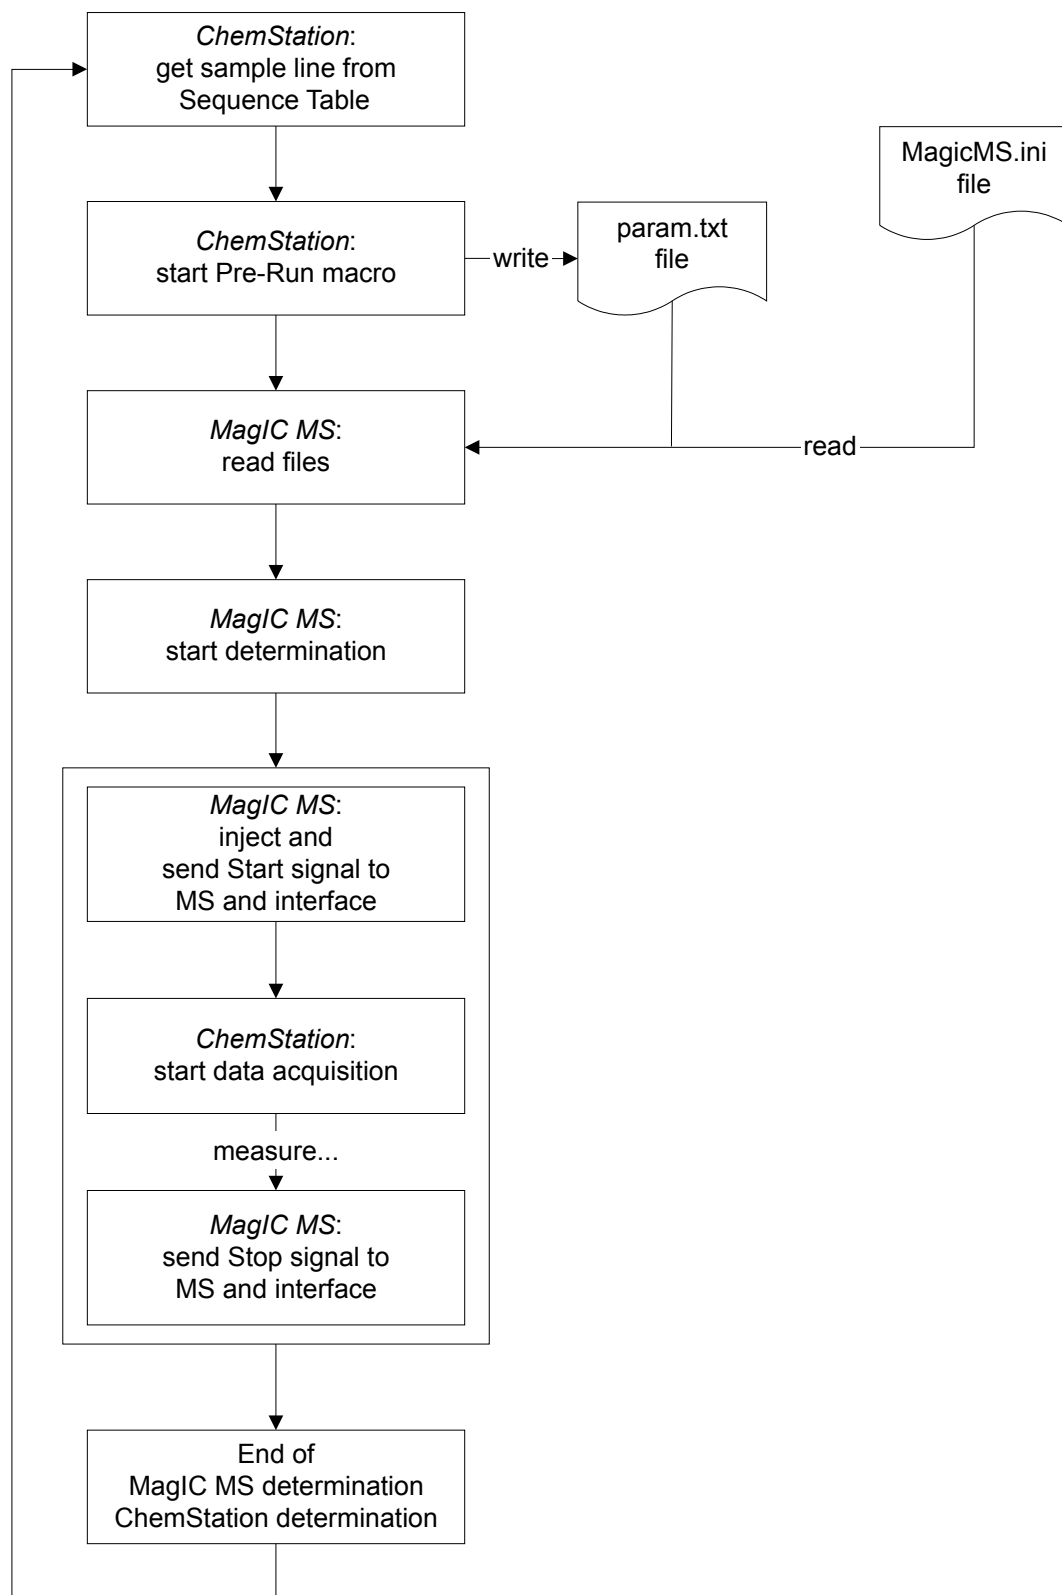 ChemStation:
get sample line from
Sequence Table
MagicMS.ini
file
ChemStation:
start Pre-Run macro
write
param.txt
file
MagIC MS:
read files
read
MagIC MS:
start determination
MagIC MS:
inject and
send Start signal to
MS and interface
ChemStation:
start data acquisition
measure...
MagIC MS:
send Stop signal to
MS and interface
End of
MagIC MS determination
ChemStation determination